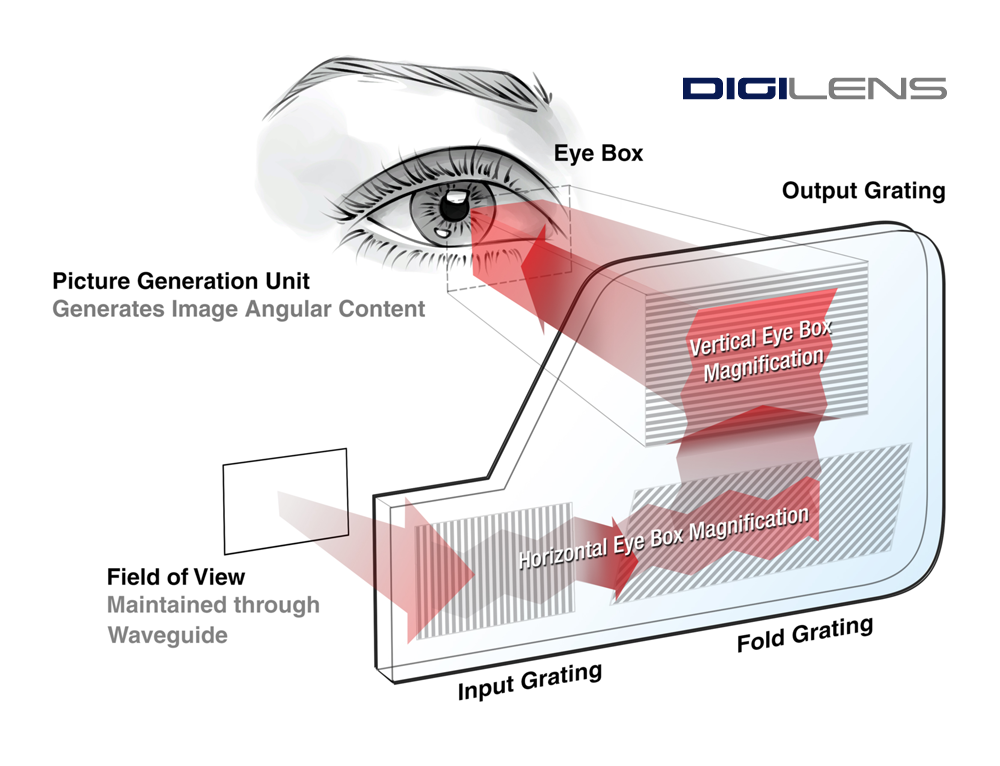 DIGILENS
Eye Box
Output Grating
Picture Generation Unit
Generates Image Angular Content
Vertical Eye Box
Magnification
Horizontal Eye Box Magnification
Field of View
Maintained through
Waveguide
Fold Grating
Input Grating